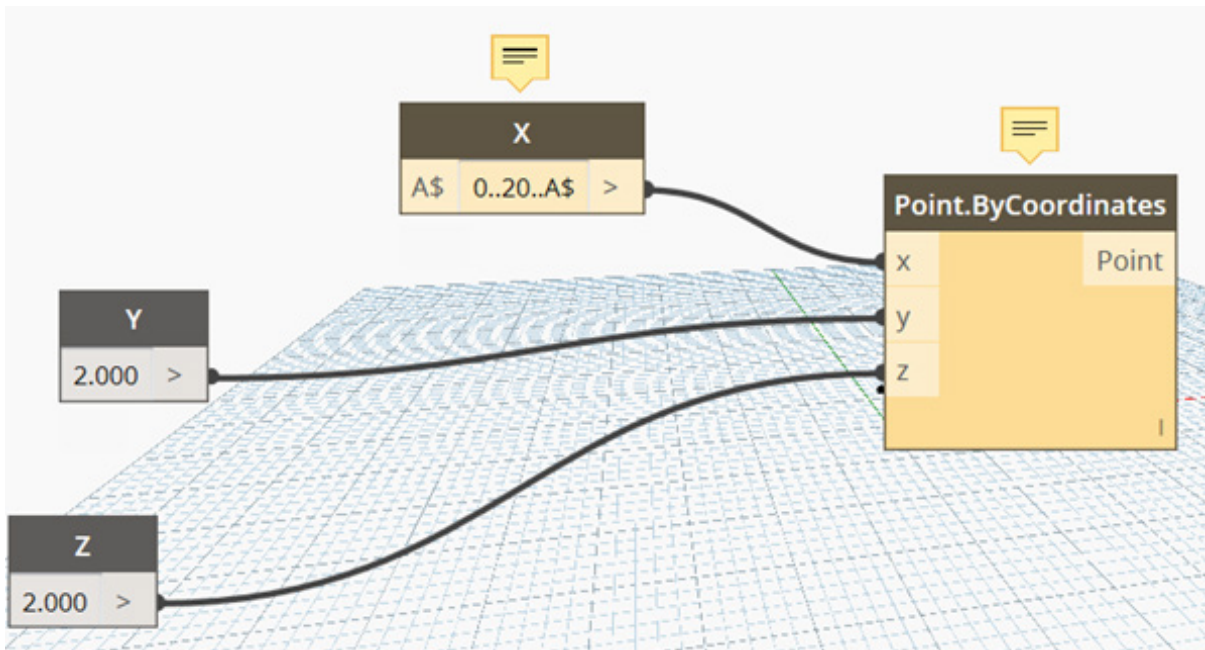 X
A$ 0..20..A$ >
Point.ByCoordinates
x Point
y
z
l
Y
2.000 >
Z
2.000 >